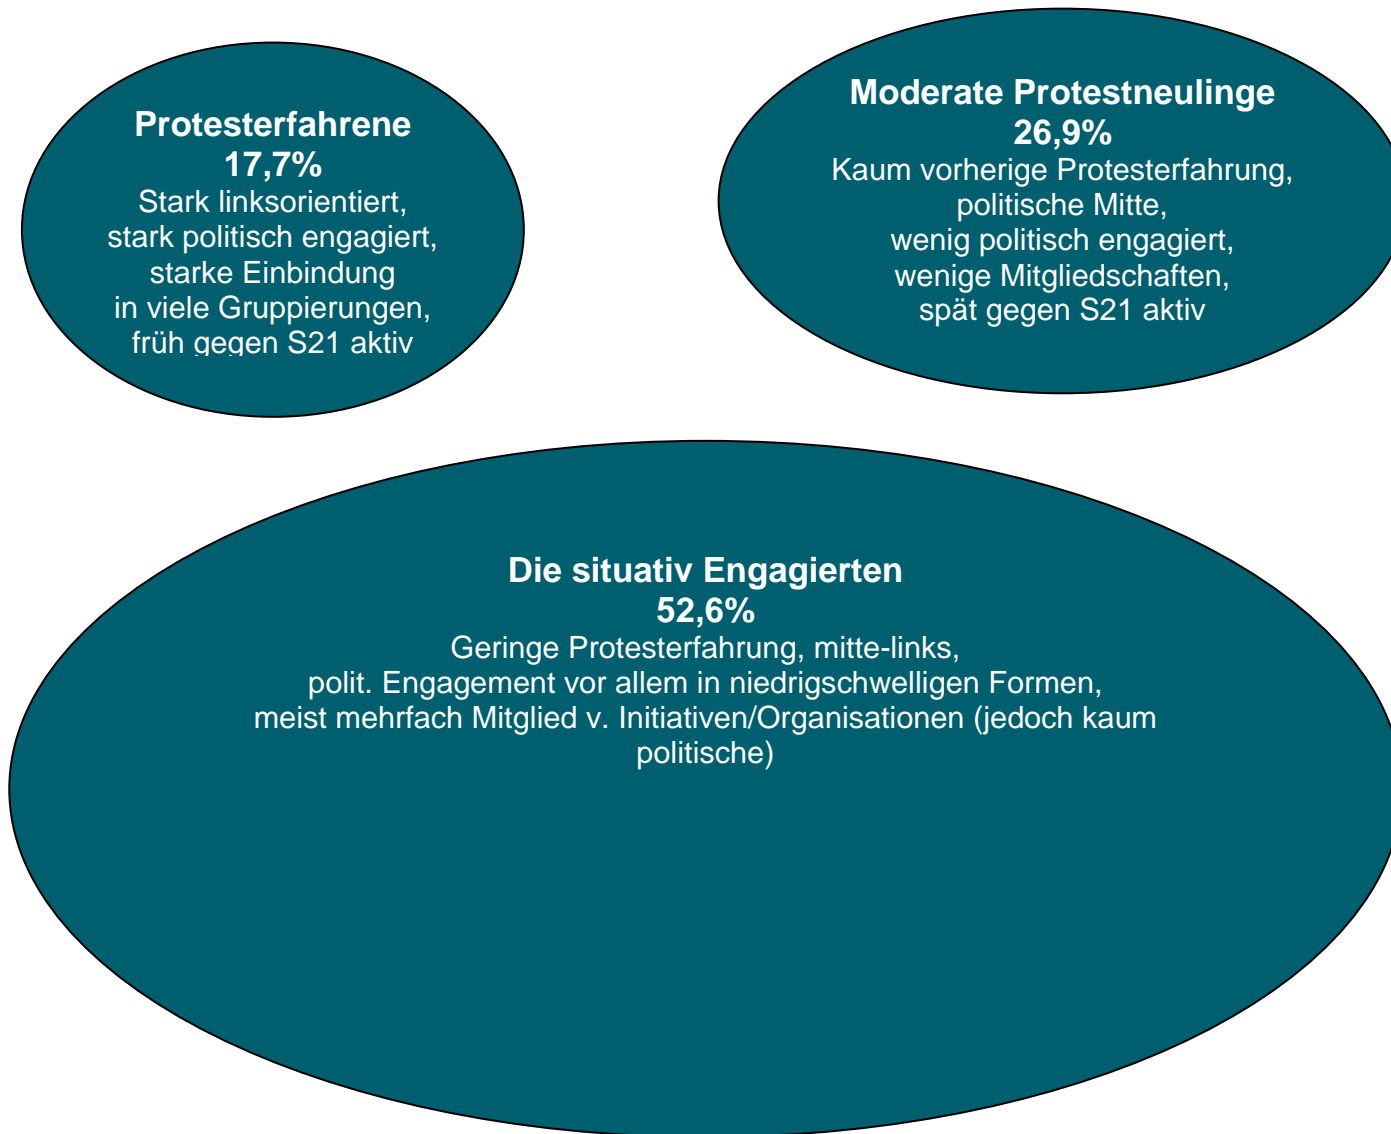 Protesterfahrene
17,7%
Stark linksorientiert,
stark politisch engagiert,
starke Einbindung
in viele Gruppierungen,
früh gegen S21 aktiv
Moderate Protestneulinge
26,9%
Kaum vorherige Protesterfahrung,
politische Mitte,
wenig politisch engagiert,
wenige Mitgliedschaften,
spät gegen S21 aktiv
Die situativ Engagierten
52,6%
Geringe Protesterfahrung, mitte-links,
polit. Engagement vor allem in niedrigschwelligen Formen,
meist mehrfach Mitglied v. Initiativen/Organisationen (jedoch kaum
politische)